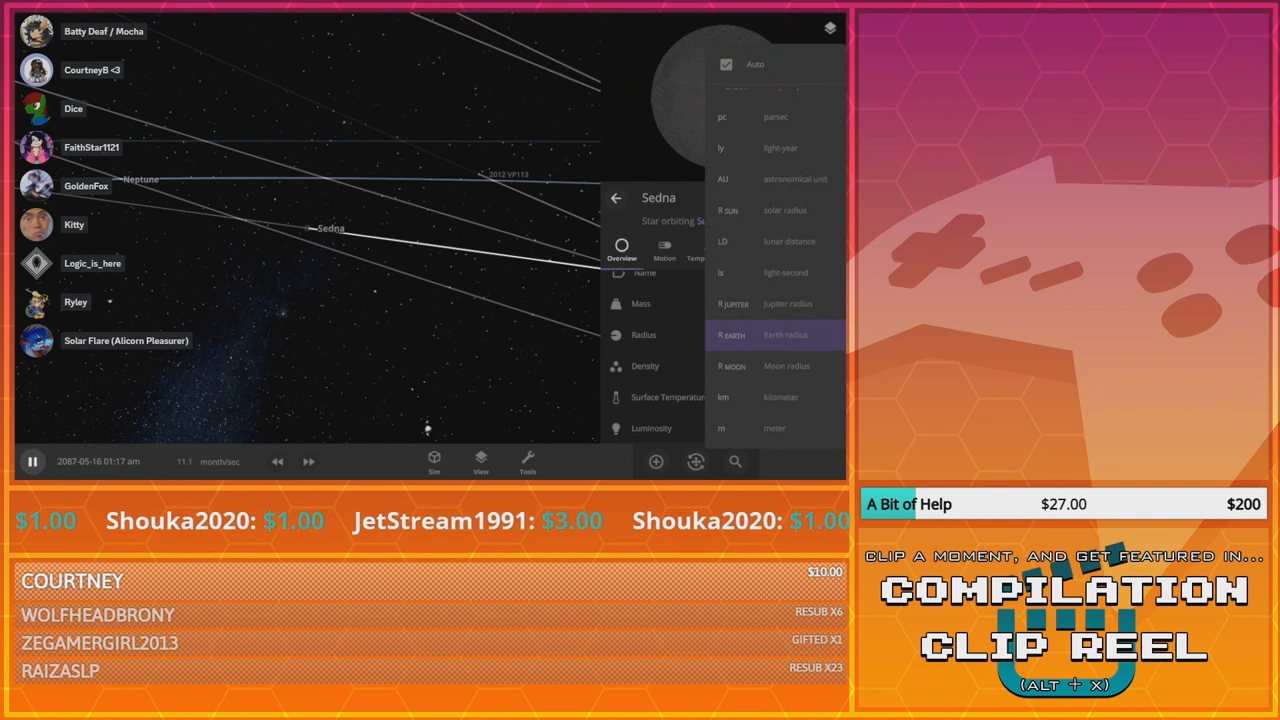 Batty Deaf / Mocha
CourtneyB <3
Dice
FaithStar1121
GoldenFox
Kitty
Logic_is_here
Ryley
Solar Flare (Alicorn Pleasurer)
Neptune
2012 VP113
Sedna
Sedna
Star orbiting Su
Overview
Motion
Temp
Name
Mass
Radius
Density
Surface Temperatur
Luminosity
Auto
pc parsec
ly light-year
AU astronomical unit
R SUN solar radius
LD lunar distance
ls light-second
R JUPITER Jupiter radius
R EARTH Earth radius
R MOON Moon radius
km kilometer
m meter
2087-05-16 01:17 am 11.1 month/sec
Sim
View
Tools
$1.00 Shouka2020: $1.00 JetStream1991: $3.00 Shouka2020: $1.00
COURTNEY $10.00
WOLFHEADBRONY RESUB X6
ZEGAMERGIRL2013 GIFTED X1
RAIZASLP RESUB X23
A Bit of Help $27.00 $200
CLIP A MOMENT, AND GET FEATURED IN...
COMPILATION
CLIP REEL
(ALT + X)